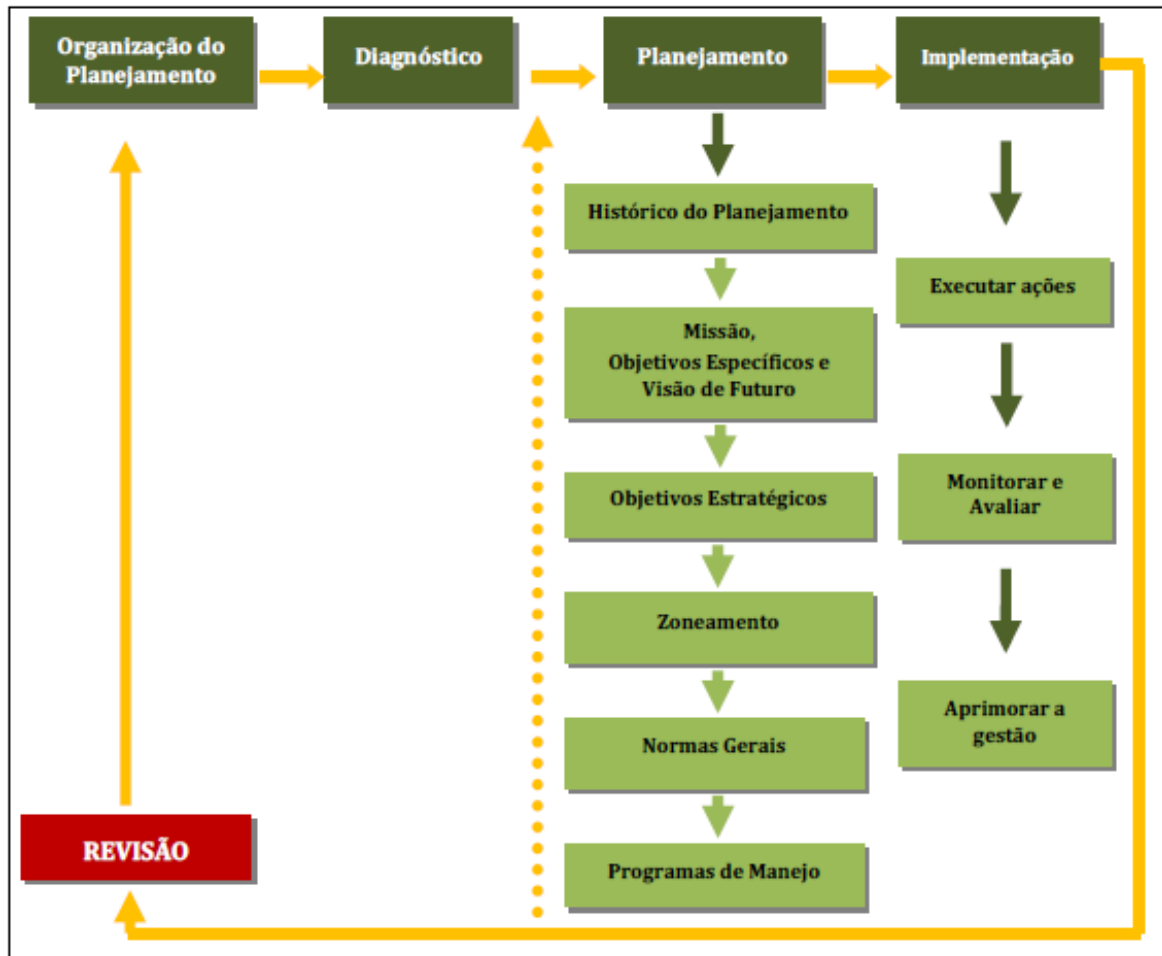 Organização do
Planejamento
Diagnóstico
Planejamento
Implementação
Histórico do Planejamento
Missão,
Objetivos Específicos e
Visão de Futuro
Objetivos Estratégicos
Zoneamento
Normas Gerais
Programas de Manejo
Executar ações
Monitorar e
Avaliar
Aprimorar a
gestão
REVISÃO